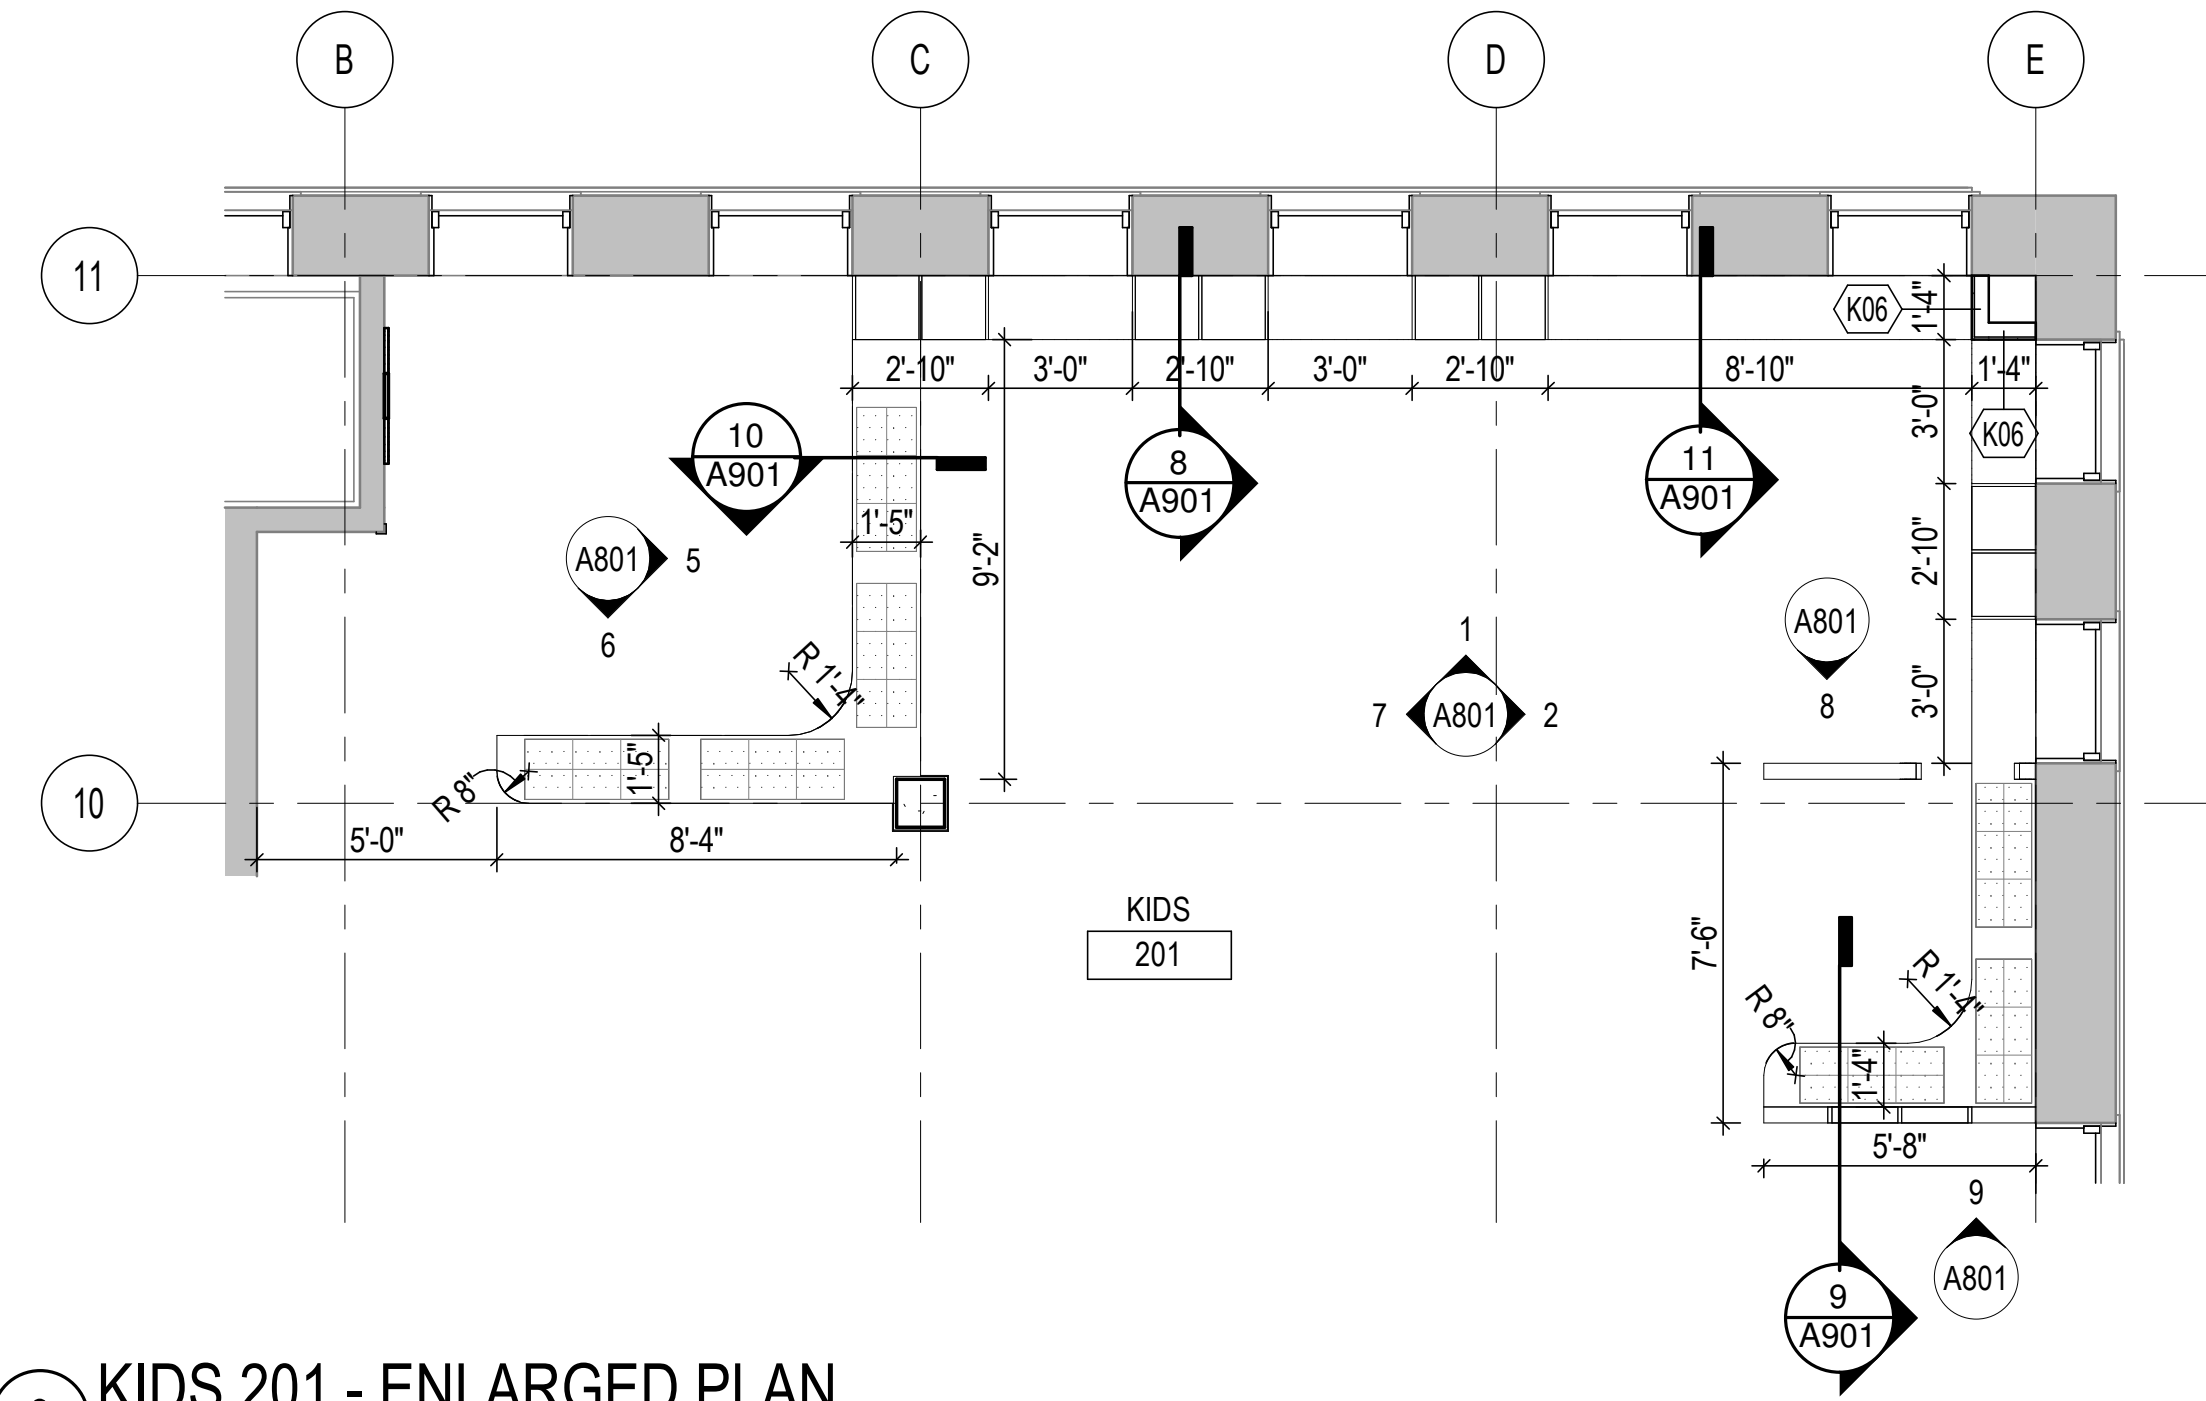 B
C
D
E
11
K06
1'-4"
2'-10"
3'-0"
2'-10"
3'-0"
2'-10"
8'-10"
1'-4"
3'-0"
K06
10
A901
8
A901
11
A901
1'-5"
9'-2"
2'-10"
A801
5
6
A801
8
1
7
A801
2
R 1'-4"
3'-0"
1'-5"
R 8"
10
5'-0"
8'-4"
KIDS
201
7'-6"
R 1'-4"
R 8"
1'-4"
5'-8"
9
A801
9
A901
KIDS 201 - ENLARGED PLAN